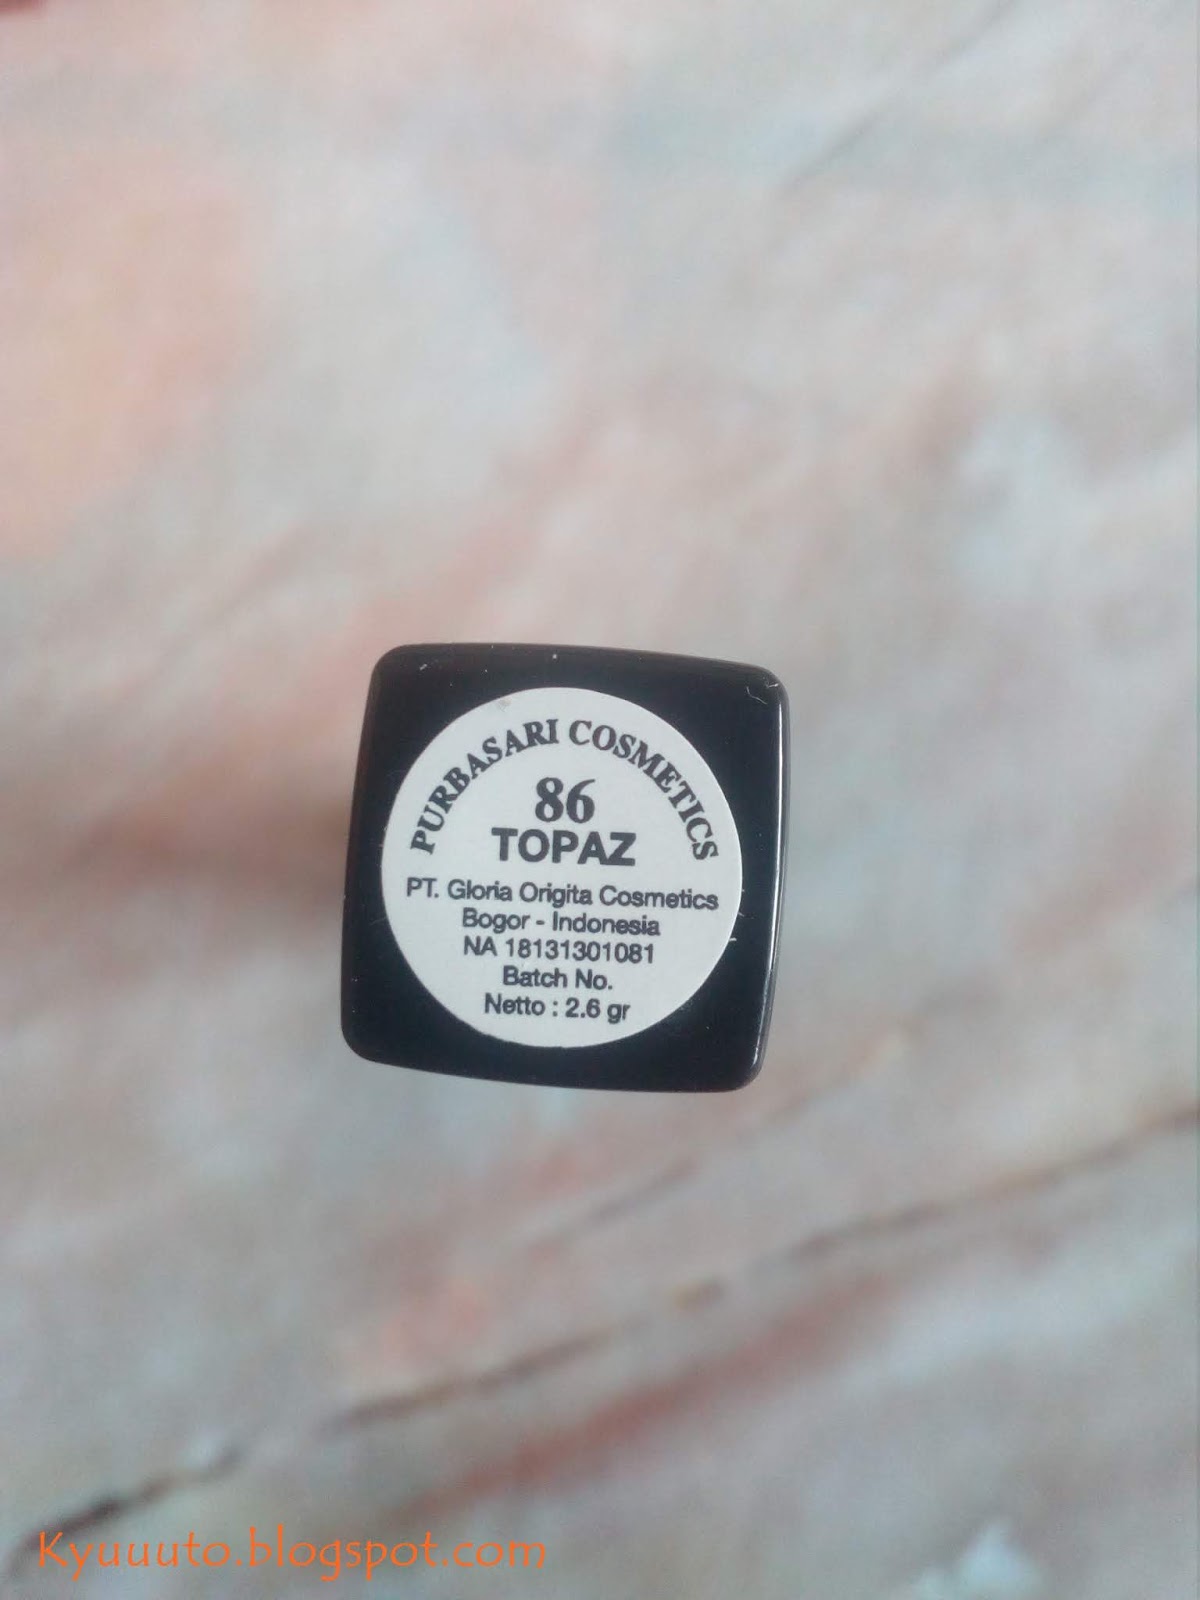 PURBASARI COSMETICS
86
TOPAZ
PT. Gloria Origita Cosmetics
Bogor - Indonesia
NA 18131301081
Batch No.
Netto : 2.6 gr
Kyuuuto.blogspot.com